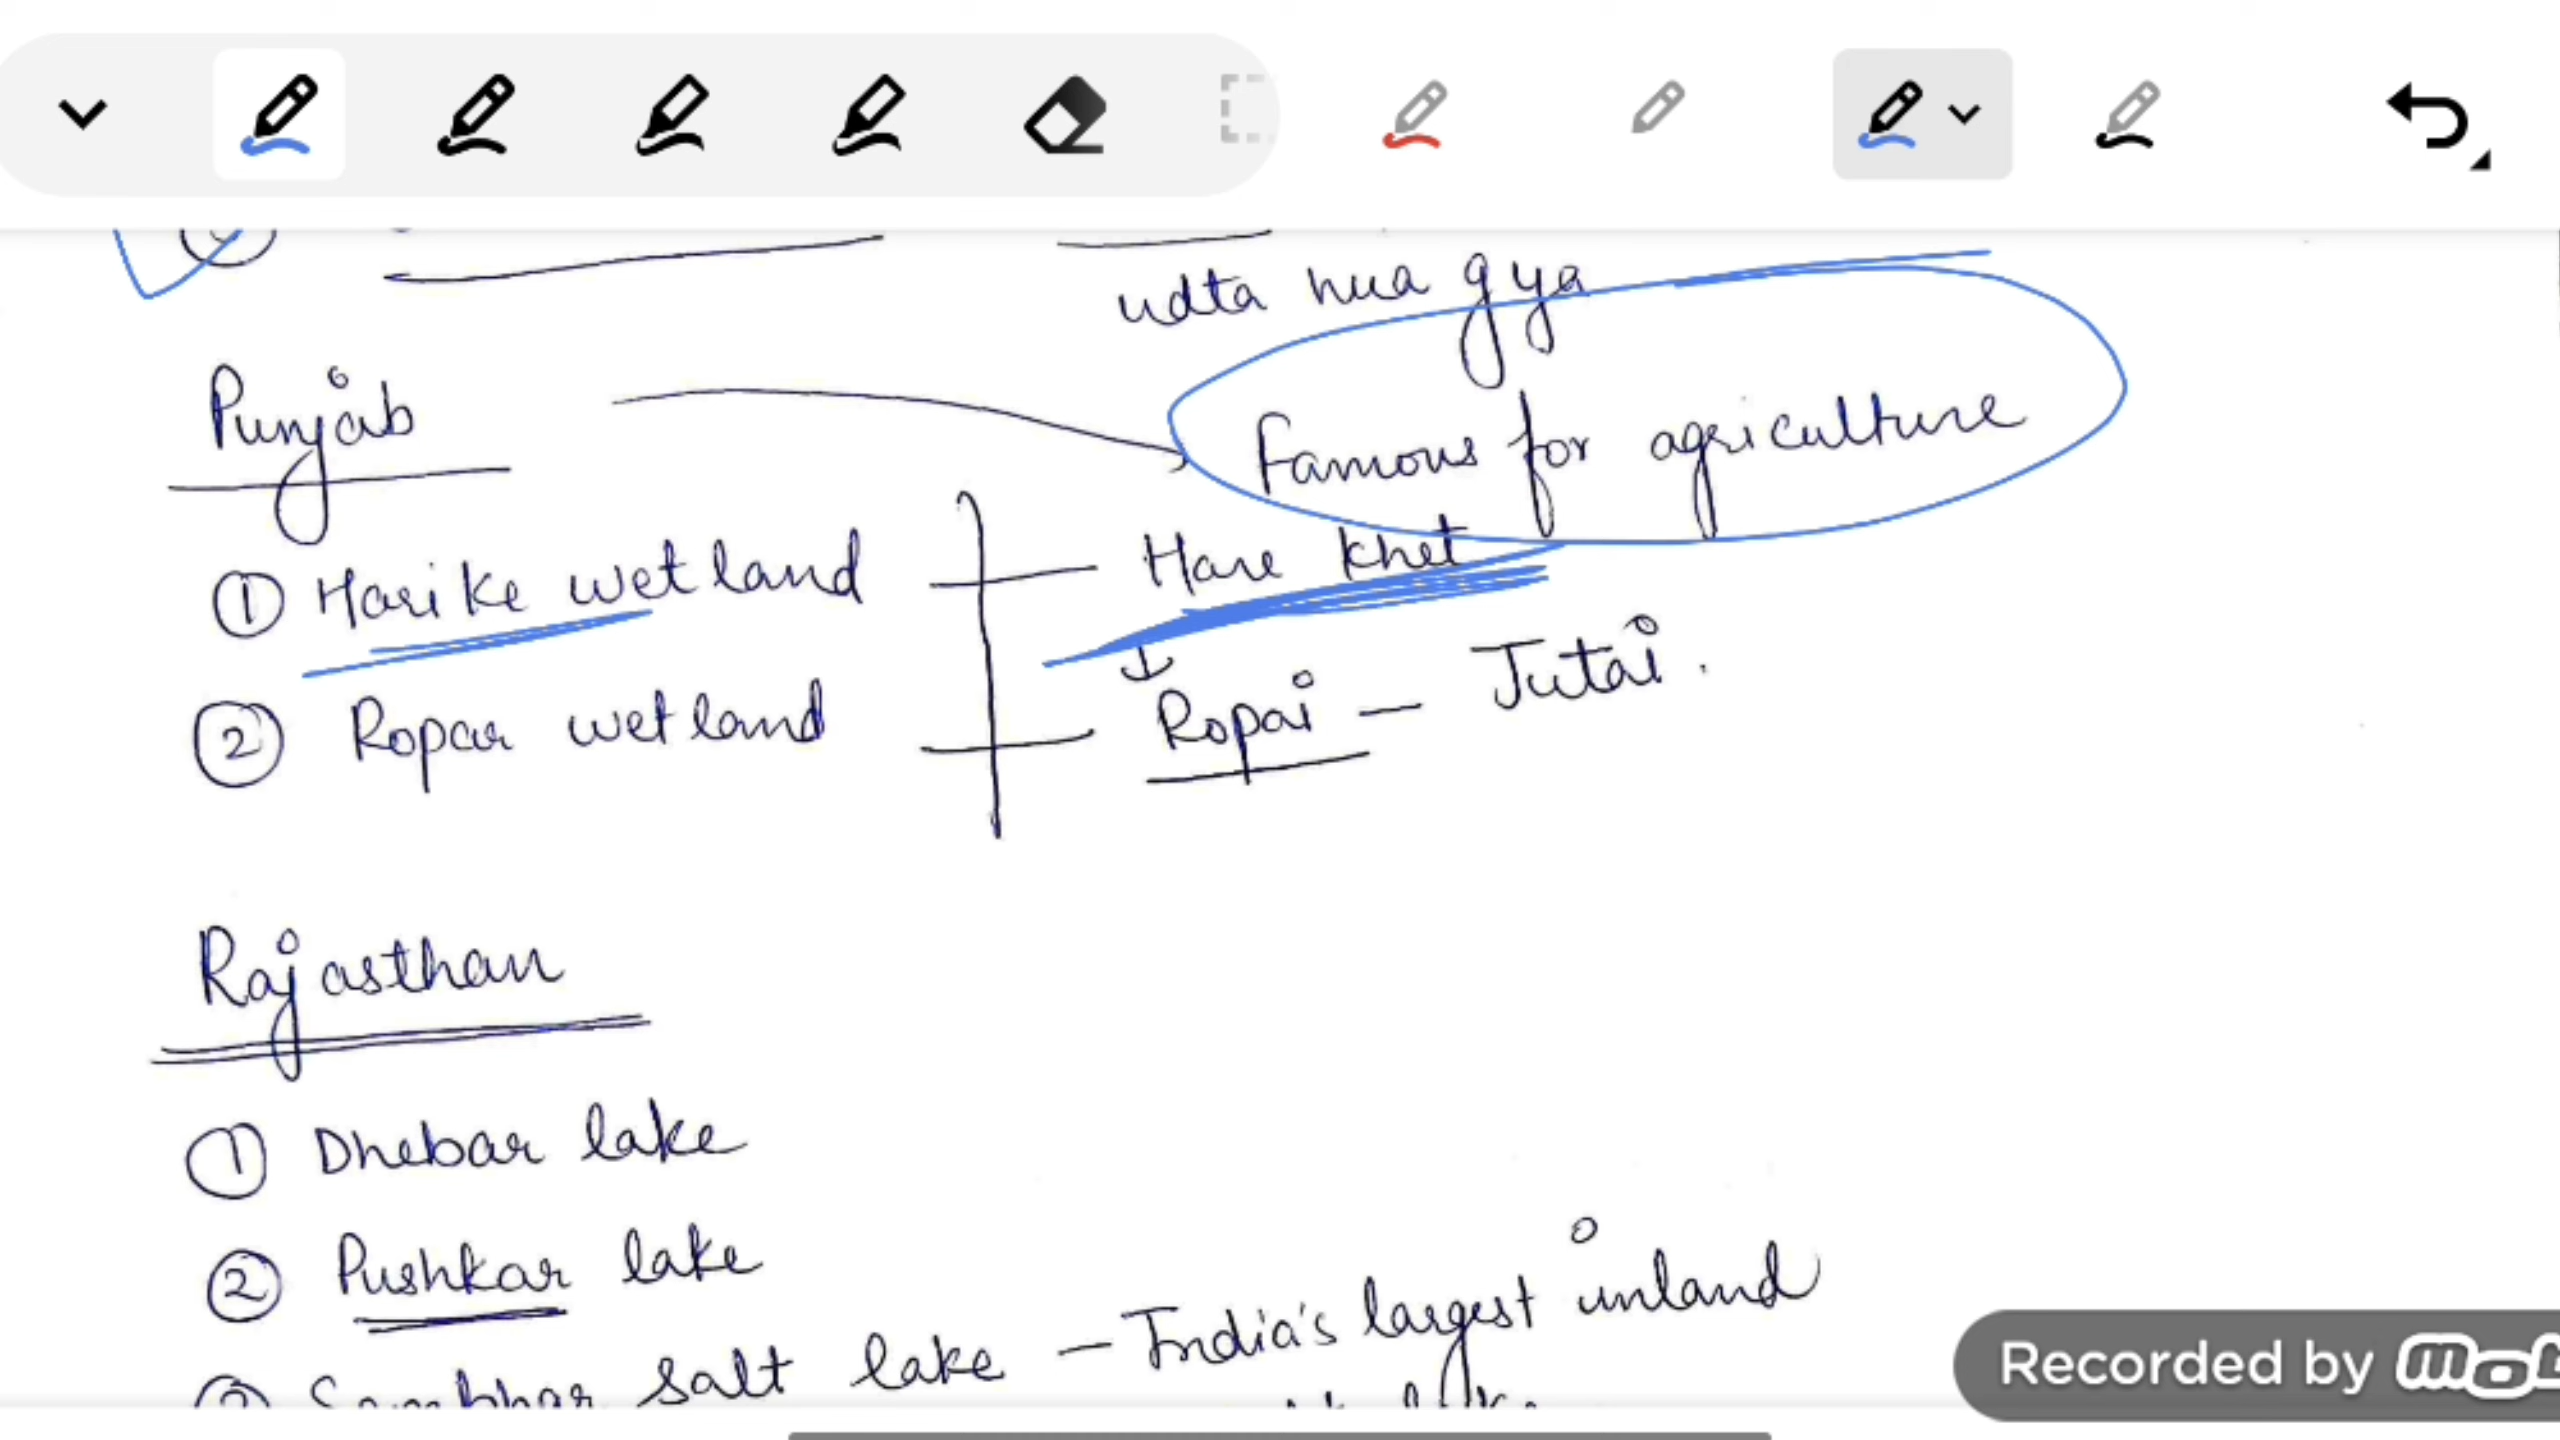 udta hua gya
Punjab
Famous for agriculture
① Harike wetland
Hare khet
② Ropar wetland
Ropai - Jutai.
Rajasthan
① Dhebar lake
② Pushkar lake
③ Sambhar salt lake - India's largest inland
Recorded by